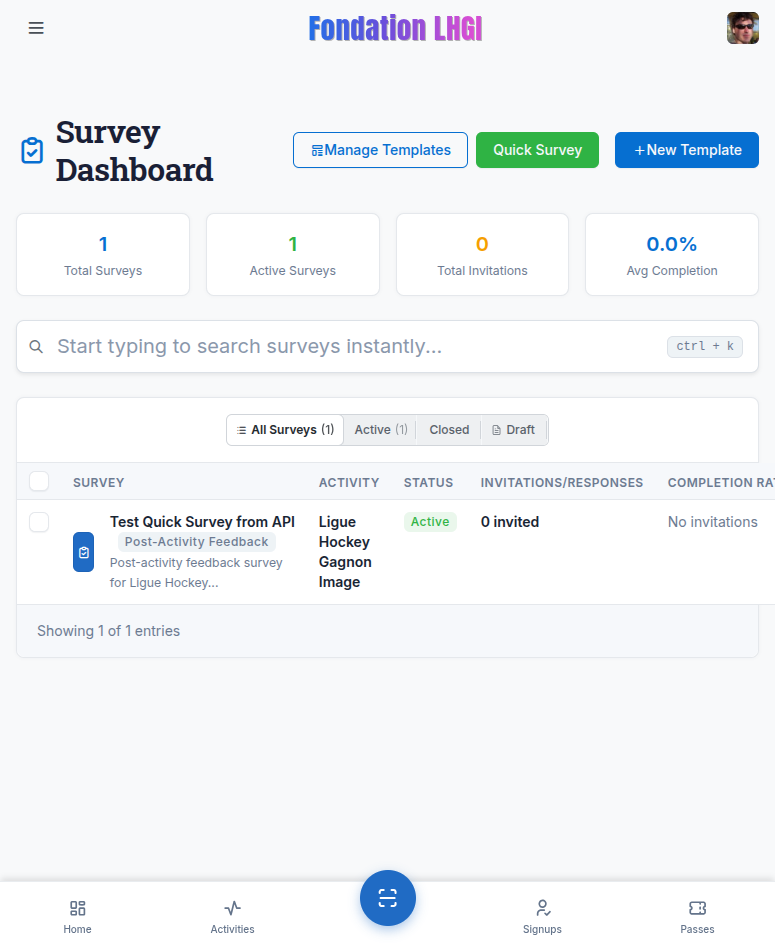 Fondation LHGI
Survey
Dashboard
Manage Templates
Quick Survey
+New Template
1
Total Surveys
1
Active Surveys
0
Total Invitations
0.0%
Avg Completion
Start typing to search surveys instantly...
ctrl + k
All Surveys (1)
Active (1)
Closed
Draft
SURVEY ACTIVITY STATUS INVITATIONS/RESPONSES COMPLETION RAT
Test Quick Survey from API
Post-Activity Feedback
Post-activity feedback survey
for Ligue Hockey...
Ligue
Hockey
Gagnon
Image
Active
0 invited
No invitations
Showing 1 of 1 entries
Home
Activities
Signups
Passes